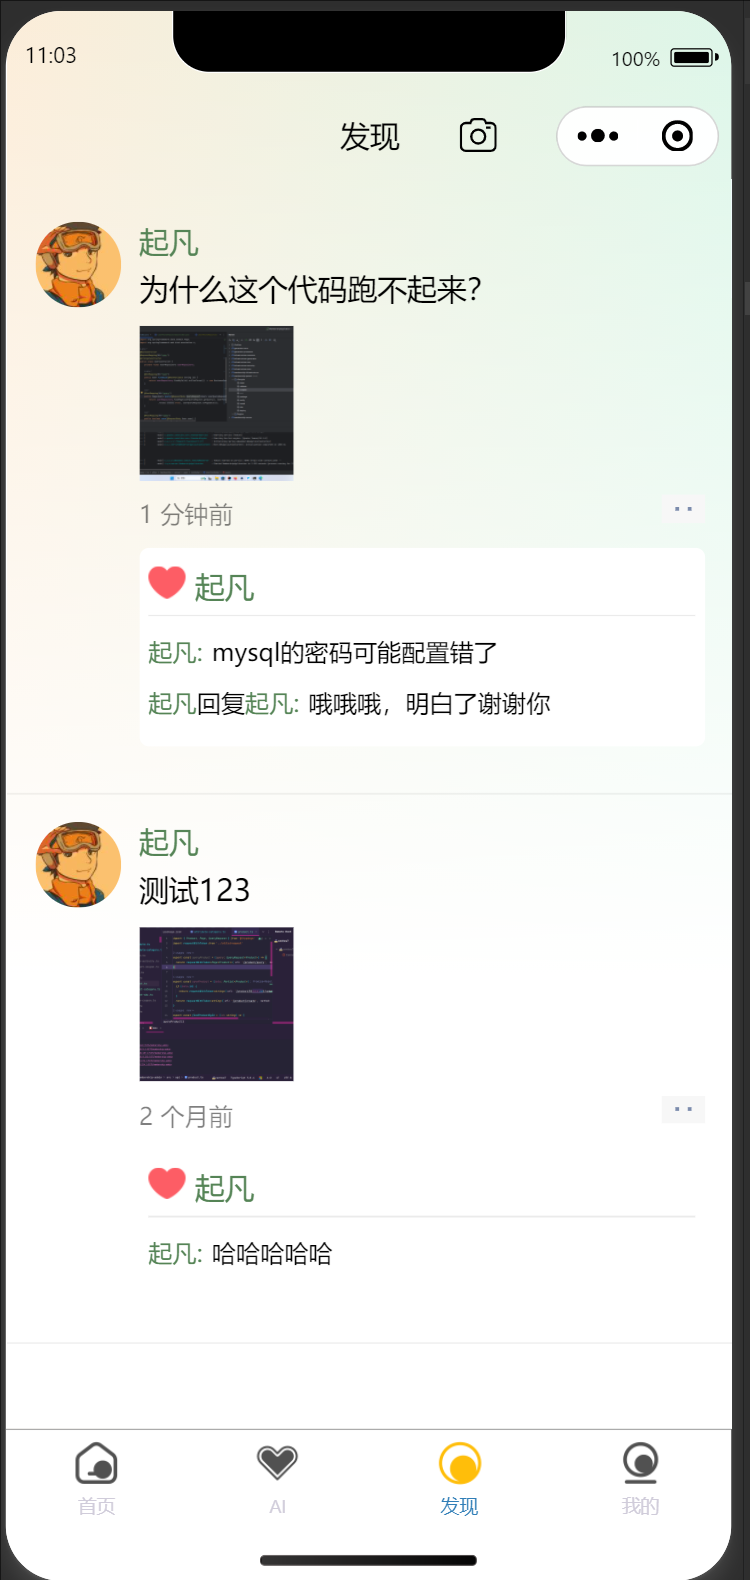 11:03
100%
发现
起凡
为什么这个代码跑不起来？
1 分钟前
起凡
起凡: mysql的密码可能配置错了
起凡回复起凡: 哦哦哦，明白了谢谢你
起凡
测试123
2 个月前
起凡
起凡: 哈哈哈哈哈
首页
AI
发现
我的